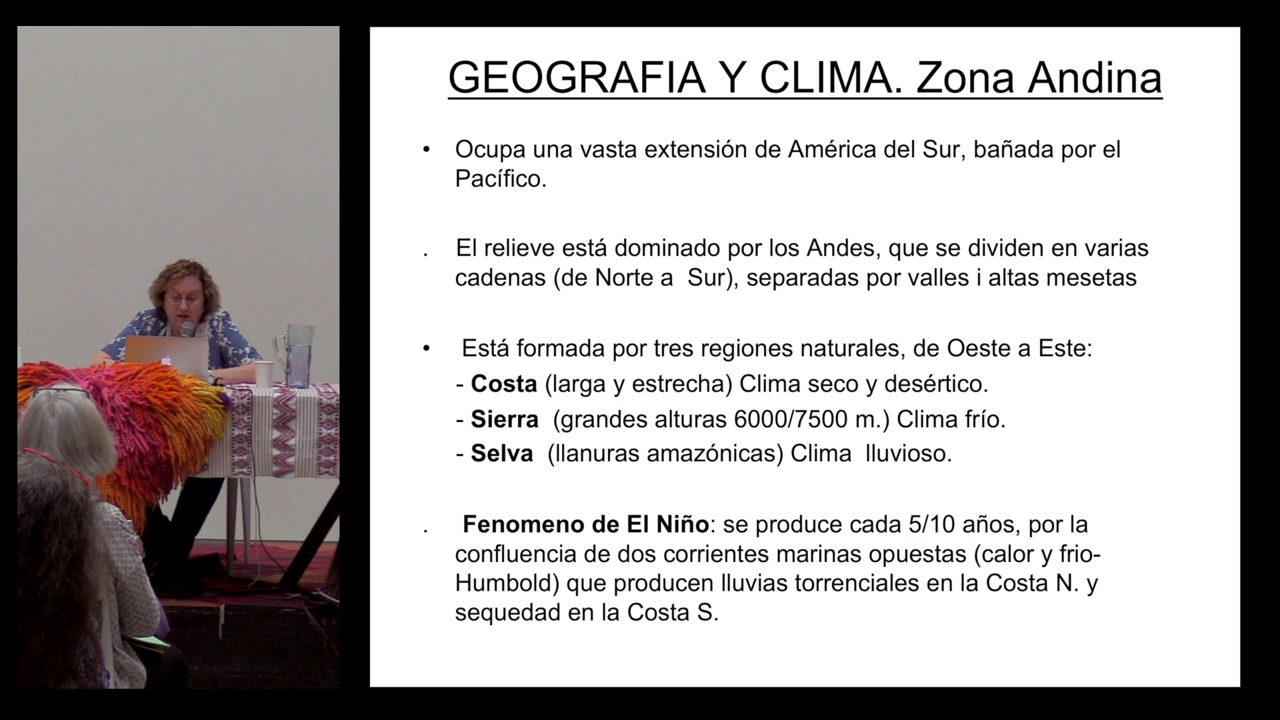 GEOGRAFIA Y CLIMA. Zona Andina
• Ocupa una vasta extensión de América del Sur, bañada por el
Pacífico.
. El relieve está dominado por los Andes, que se dividen en varias
cadenas (de Norte a Sur), separadas por valles i altas mesetas
• Está formada por tres regiones naturales, de Oeste a Este:
- Costa (larga y estrecha) Clima seco y desértico.
- Sierra (grandes alturas 6000/7500 m.) Clima frío.
- Selva (llanuras amazónicas) Clima lluvioso.
. Fenomeno de El Niño: se produce cada 5/10 años, por la
confluencia de dos corrientes marinas opuestas (calor y frio-
Humbold) que producen lluvias torrenciales en la Costa N. y
sequedad en la Costa S.